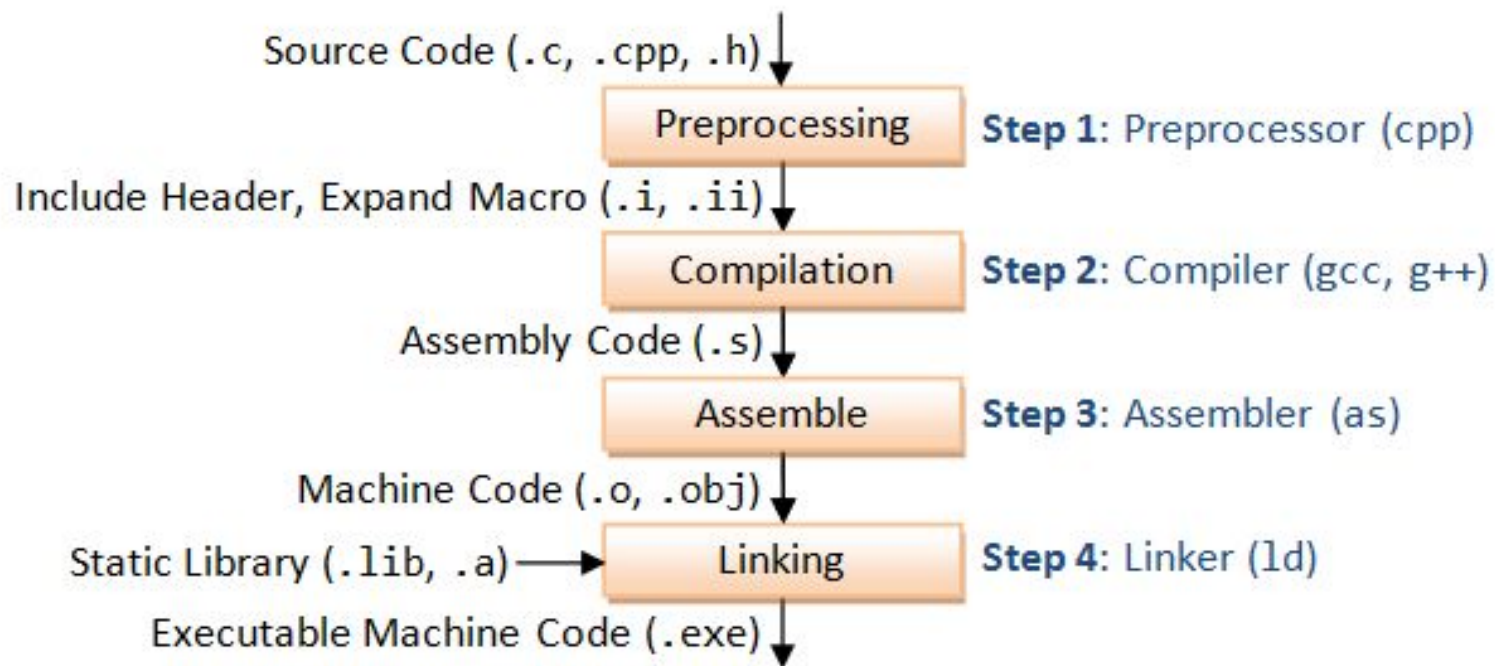 Source Code (.c, .cpp, .h)
Preprocessing
Step 1: Preprocessor (cpp)
Include Header, Expand Macro (.i, .ii)
Compilation
Step 2: Compiler (gcc, g++)
Assembly Code (.s)
Assemble
Step 3: Assembler (as)
Machine Code (.o, .obj)
Static Library (.lib, .a)
Linking
Step 4: Linker (ld)
Executable Machine Code (.exe)